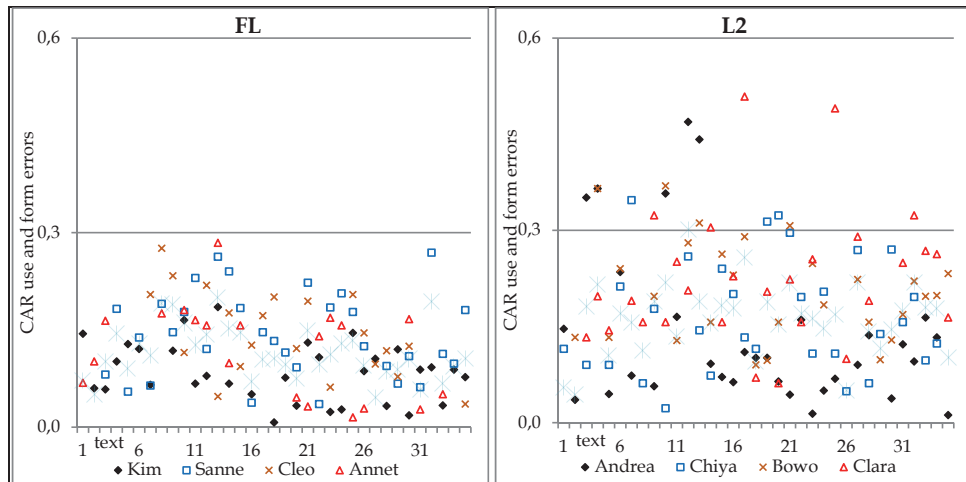 FL
CAR use and form errors
0,6
0,3
0,0
text
1 6 11 16 21 26 31
Kim Sanne Cleo Annet
L2
CAR use and form errors
0,6
0,3
0,0
text
1 6 11 16 21 26 31
Andrea Chiya Bowo Clara